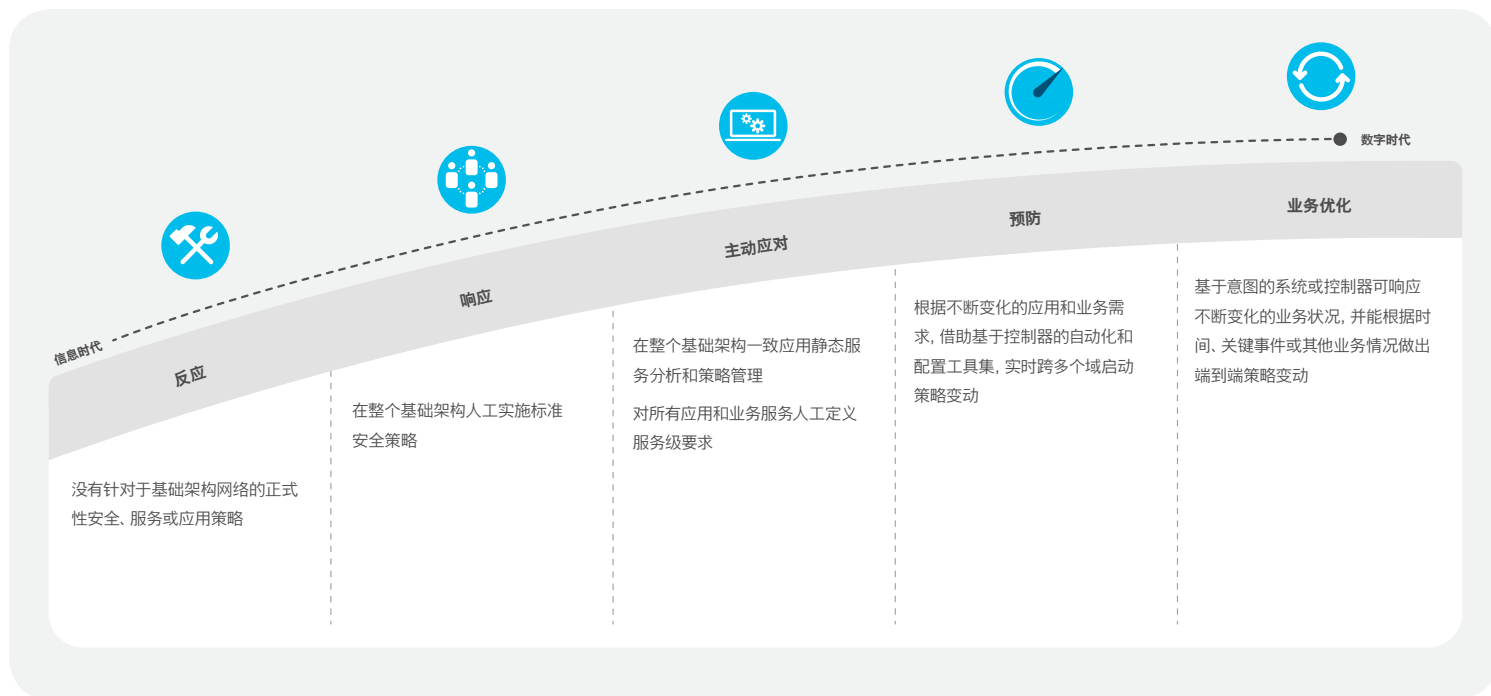 数字时代
业务优化
预防
主动应对
响应
信息时代
反应
没有针对于基础架构网络的正式
性安全、服务或应用策略
在整个基础架构人工实施标准
安全策略
在整个基础架构一致应用静态服
务分析和策略管理
对所有应用和业务服务人工定义
服务级要求
根据不断变化的应用和业务需
求, 借助基于控制器的自动化和
配置工具集, 实时跨多个域启动
策略变动
基于意图的系统或控制器可响应
不断变化的业务状况, 并能根据时
间、关键事件或其他业务情况做出
端到端策略变动